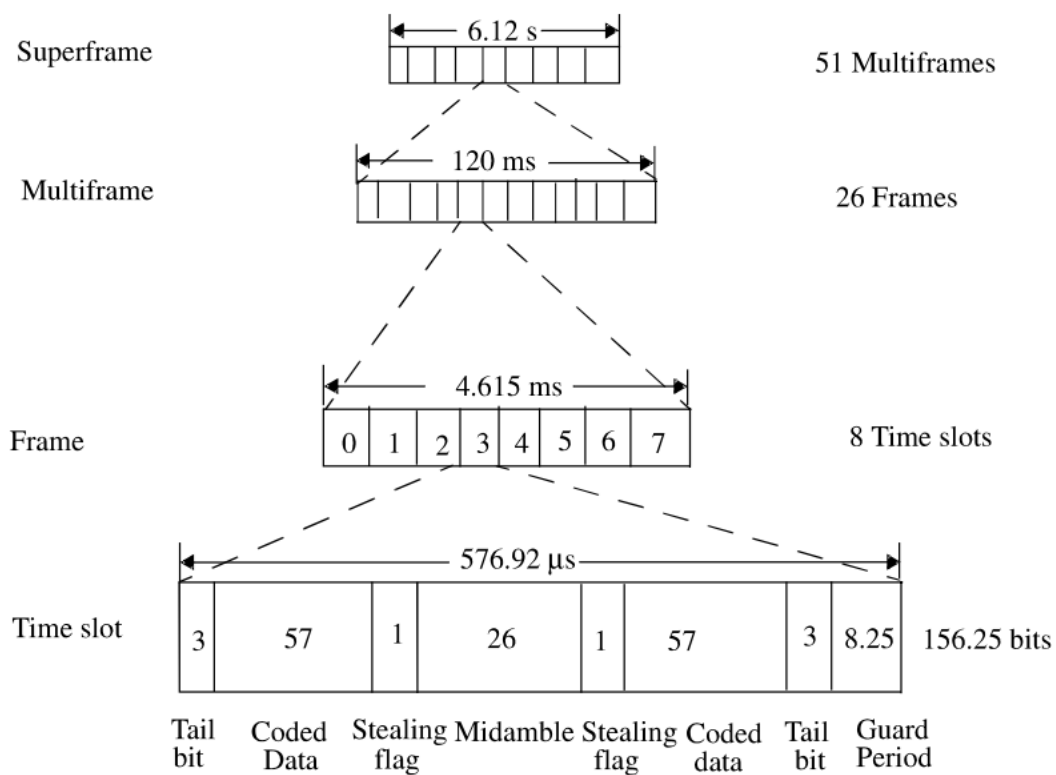 6.12 s
Superframe
51 Multiframes
120 ms
Multiframe
26 Frames
4.615 ms
Frame
0 1 2 3 4 5 6 7
8 Time slots
576.92 μs
Time slot
3 57 1 26 1 57 3 8.25
156.25 bits
Tail bit
Coded Data
Stealing flag
Midamble
Stealing flag
Coded data
Tail bit
Guard Period